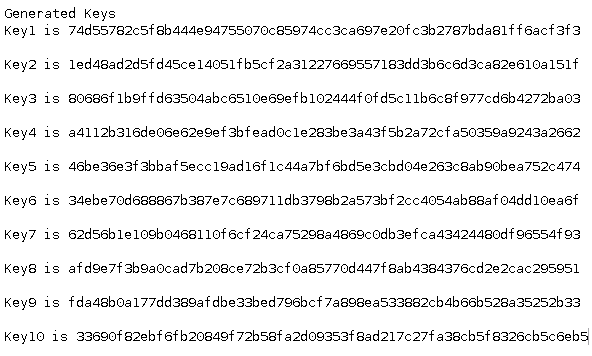 Generated Keys
Key1 is 74d55782c5f8b444e94755070c85974cc3ca697e20fc3b2787bda81ff6acf3f3
Key2 is 1ed48ad2d5fd45ce14051fb5cf2a31227669557183dd3b6c6d3ca82e610a151f
Key3 is 80686f1b9ffd63504abc6510e69efb102444f0fd5c11b6c8f977cd6b4272ba03
Key4 is a4112b316de06e62e9ef3bfead0c1e283be3a43f5b2a72cfa50359a9243a2662
Key5 is 46be36e3f3bbaf5ecc19ad16f1c44a7bf6bd5e3cbd04e263c8ab90bea752c474
Key6 is 34ebe70d688867b387e7c689711db3798b2a573bf2cc4054ab88af04dd10ea6f
Key7 is 62d56b1e109b0468110f6cf24ca75298a4869c0db3efca43424480df96554f93
Key8 is afd9e7f3b9a0cad7b208ce72b3cf0a85770d447f8ab4384376cd2e2cac295951
Key9 is fda48b0a177dd389afdbe33bed796bcf7a898ea533882cb4b66b528a35252b33
Key10 is 33690f82ebf6fb20849f72b58fa2d09353f8ad217c27fa38cb5f8326cb5c6eb5